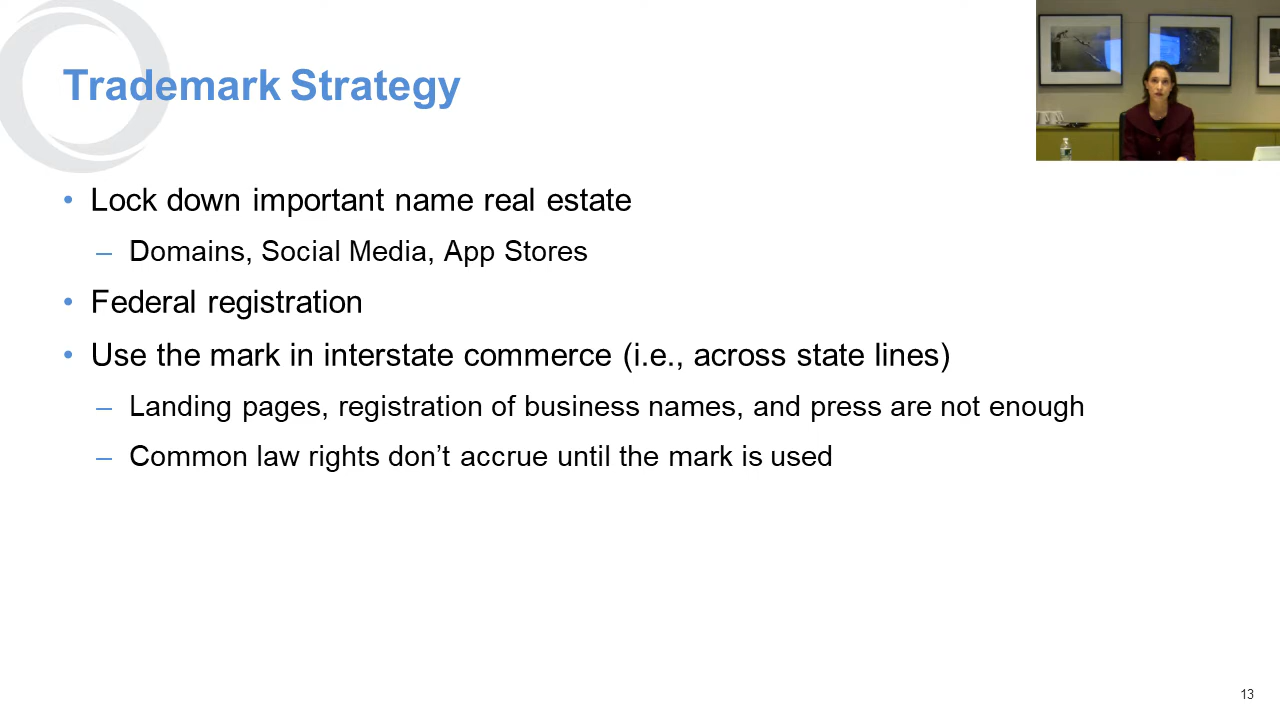 Trademark Strategy
• Lock down important name real estate
– Domains, Social Media, App Stores
• Federal registration
• Use the mark in interstate commerce (i.e., across state lines)
– Landing pages, registration of business names, and press are not enough
– Common law rights don’t accrue until the mark is used
13